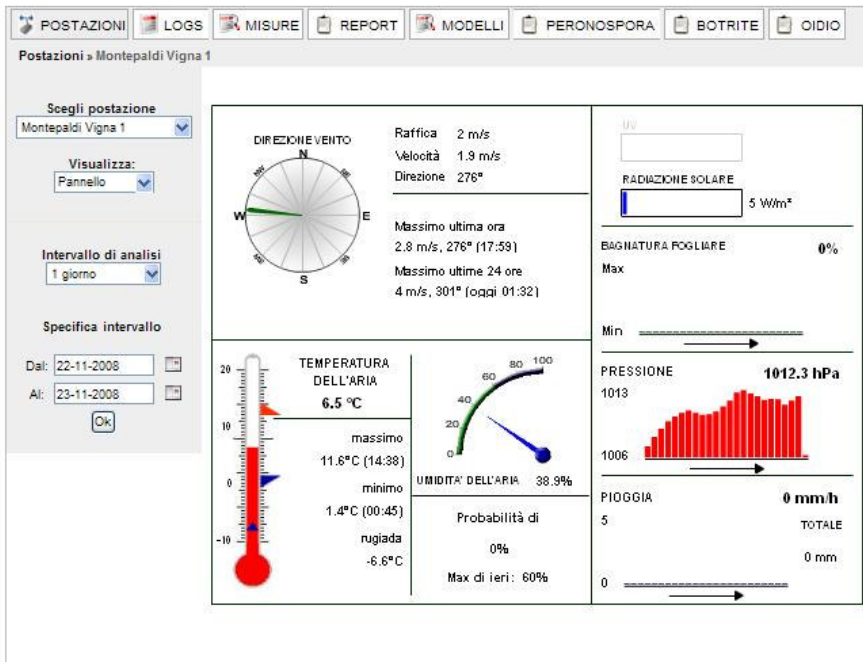 POSTAZIONI LOGS MISURE REPORT MODELLI PERONOSPORA BOTRITE OIDIO
Postazioni » Montepaldi Vigna 1
Scegli postazione
Montepaldi Vigna 1
Visualizza:
Pannello
Intervallo di analisi
1 giorno
Specifica intervallo
Dal: 22-11-2008
Al: 23-11-2008
Ok
DIREZIONE VENTO
N
W E
S
Raffica 2 m/s
Velocità 1.9 m/s
Direzione 276°
Massimo ultima ora
2.8 m/s, 276° (17:59)
Massimo ultime 24 ore
4 m/s, 301° (oggi 01:32)
UV
RADIAZIONE SOLARE
5 W/m²
BAGNATURA FOGLIARE 0%
Max
Min
TEMPERATURA
DELL'ARIA
6.5 °C
20
10
0
-10
massimo
11.6°C (14:38)
minimo
1.4°C (00:45)
rugiada
-6.6°C
0 20 40 60 80 100
UMIDITA' DELL'ARIA 38.9%
Probabilità di
0%
Max di ieri: 60%
PRESSIONE 1012.3 hPa
1013
1006
PIOGGIA 0 mm/h
5 TOTALE
0 mm
0